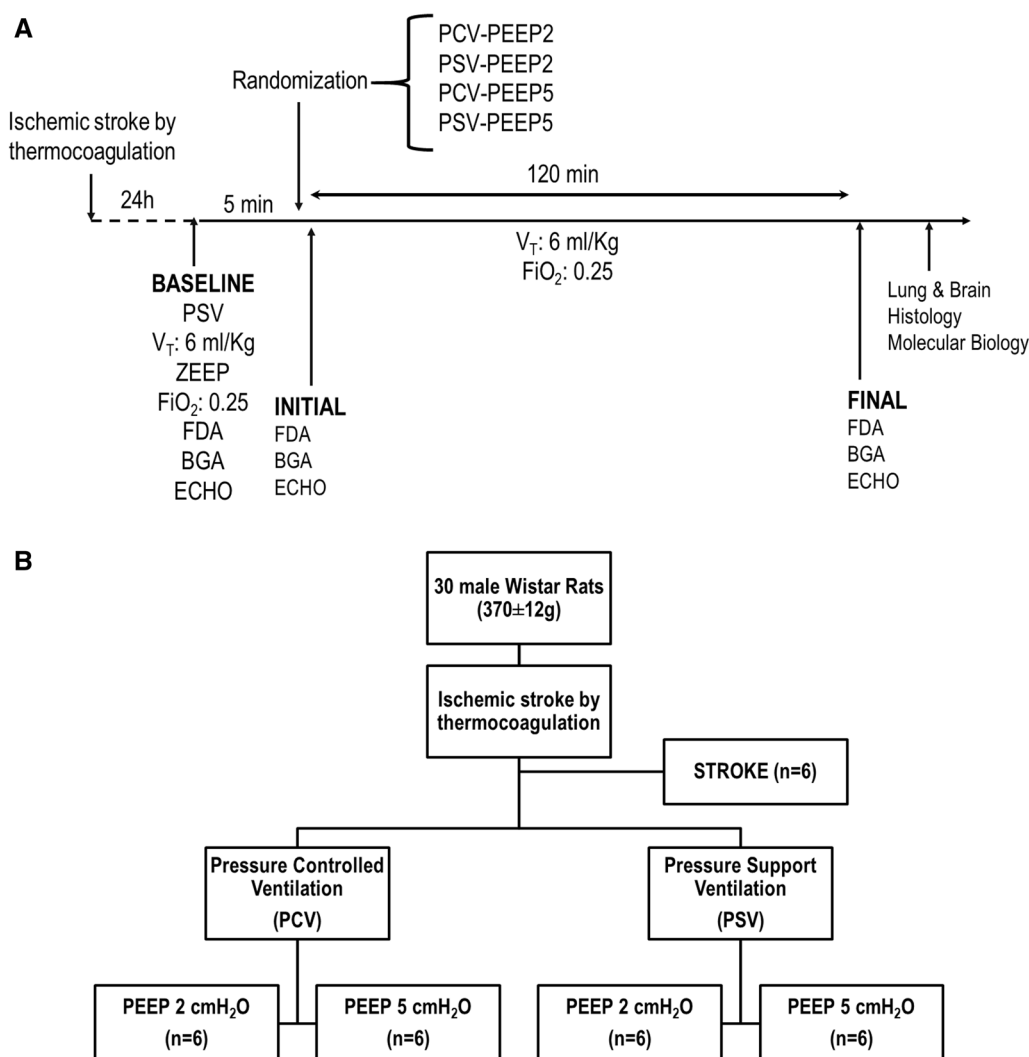 A
PCV-PEEP2
PSV-PEEP2
PCV-PEEP5
PSV-PEEP5
Randomization
Ischemic stroke by
thermocoagulation
24h
5 min
120 min
V_T: 6 ml/Kg
FiO₂: 0.25
BASELINE
PSV
V_T: 6 ml/Kg
ZEEP
FiO₂: 0.25
FDA
BGA
ECHO
INITIAL
FDA
BGA
ECHO
FINAL
FDA
BGA
ECHO
Lung & Brain
Histology
Molecular Biology
B
30 male Wistar Rats
(370±12g)
Ischemic stroke by
thermocoagulation
STROKE (n=6)
Pressure Controlled
Ventilation
(PCV)
Pressure Support
Ventilation
(PSV)
PEEP 2 cmH₂O
(n=6)
PEEP 5 cmH₂O
(n=6)
PEEP 2 cmH₂O
(n=6)
PEEP 5 cmH₂O
(n=6)